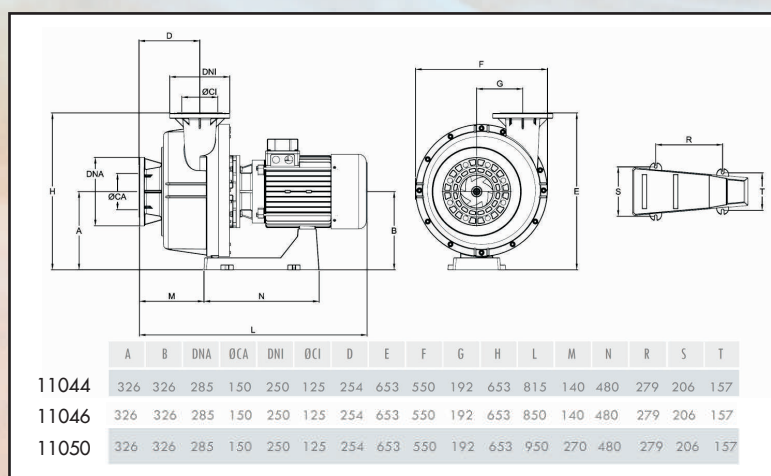 D
F
DNI
G
ØCI
R
H
DNA
S
T
ØCA
E
A
B
M
N
L
A B DNA ØCA DNI ØCI D E F G H L M N R S T
11044 326 326 285 150 250 125 254 653 550 192 653 815 140 480 279 206 157
11046 326 326 285 150 250 125 254 653 550 192 653 850 140 480 279 206 157
11050 326 326 285 150 250 125 254 653 550 192 653 950 270 480 279 206 157